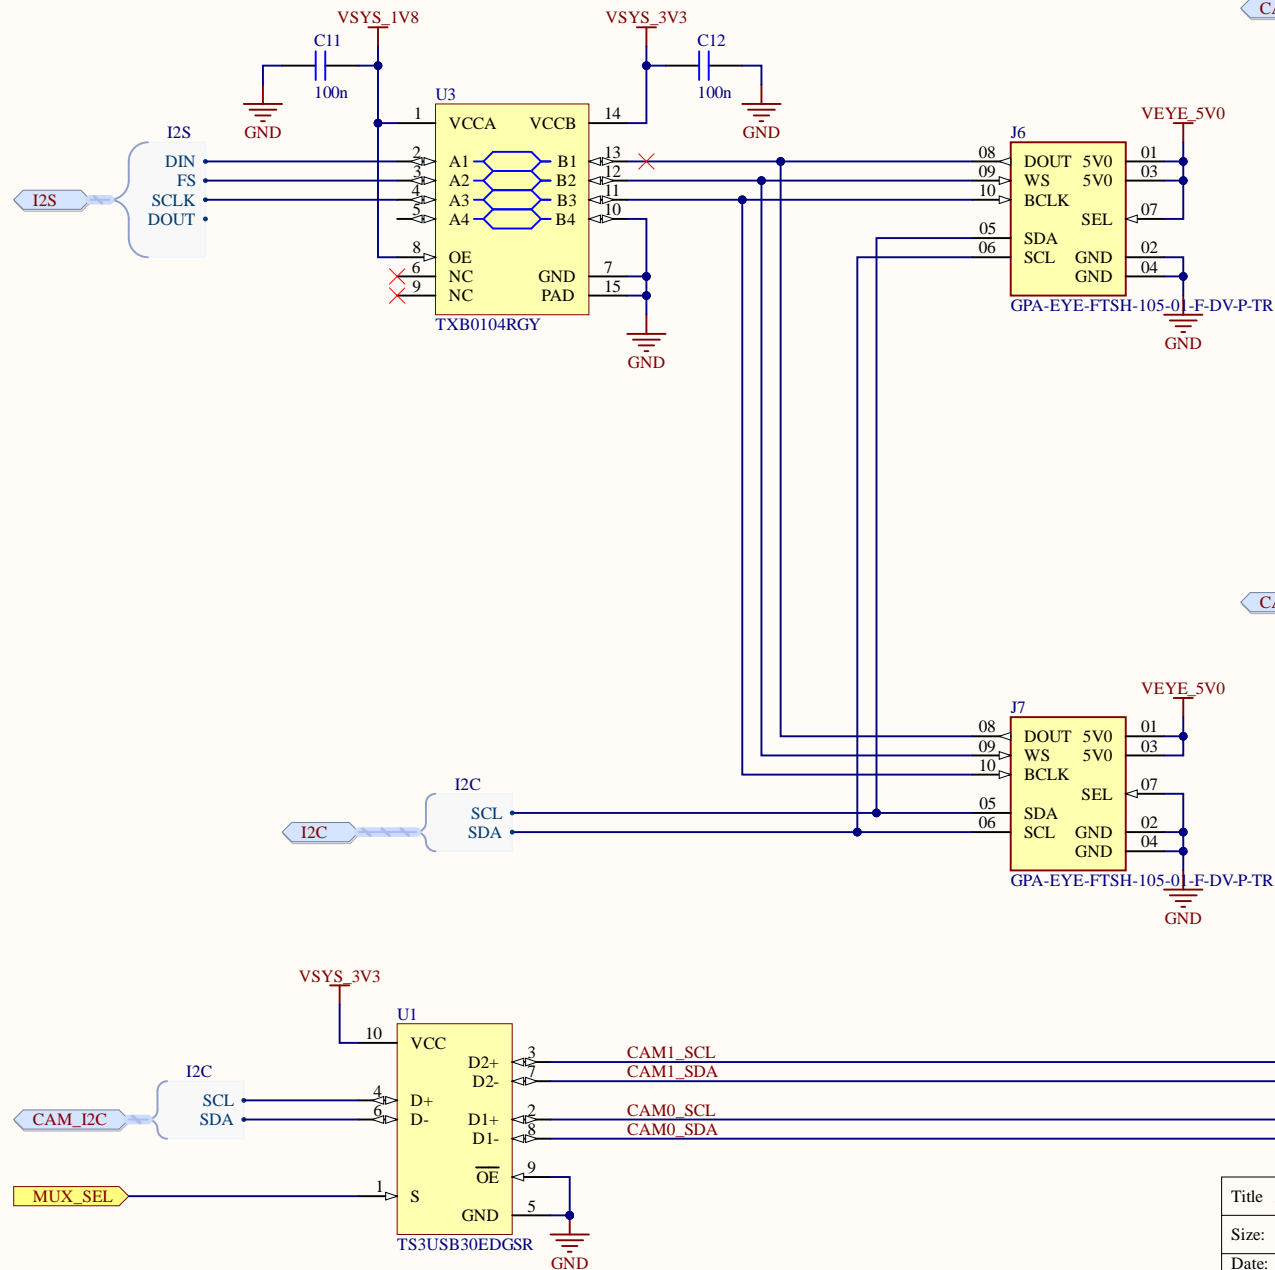 VSYS_1V8
VSYS_3V3
CA
C11
C12
100n
100n
GND
GND
U3
1 VCCA VCCB 14
2 A1 B1 13
3 A2 B2 12
4 A3 B3 11
5 A4 B4 10
8 OE
6 NC GND 7
9 NC PAD 15
TXB0104RGY
GND
I2S
I2S
DIN
FS
SCLK
DOUT
VEYE_5V0
J6
08 DOUT 5V0 01
09 WS 5V0 03
10 BCLK
SEL 07
05 SDA
06 SCL GND 02
GND 04
GPA-EYE-FTSH-105-01-F-DV-P-TR
GND
CA
VEYE_5V0
J7
08 DOUT 5V0 01
09 WS 5V0 03
10 BCLK
SEL 07
05 SDA
06 SCL GND 02
GND 04
GPA-EYE-FTSH-105-01-F-DV-P-TR
GND
I2C
I2C
SCL
SDA
VSYS_3V3
U1
10 VCC
D2+ 3 CAM1_SCL
D2- 7 CAM1_SDA
4 D+
6 D- D1+ 2 CAM0_SCL
D1- 8 CAM0_SDA
OE 9
1 S
GND 5
TS3USB30EDGSR
GND
I2C
CAM_I2C
SCL
SDA
MUX_SEL
Title
Size:
Date: